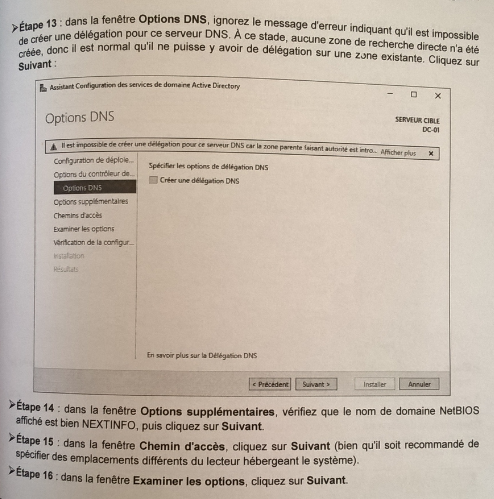 ➢Étape 13 : dans la fenêtre Options DNS, ignorez le message d'erreur indiquant qu'il est impossible
de créer une délégation pour ce serveur DNS. À ce stade, aucune zone de recherche directe n'a été
créée, donc il est normal qu'il ne puisse y avoir de délégation sur une zone existante. Cliquez sur
Suivant :
Assistant Configuration des services de domaine Active Directory
Options DNS
SERVEUR CIBLE
DC-01
Il est impossible de créer une délégation pour ce serveur DNS car la zone parente faisant autorité est intro... Afficher plus
Configuration de déploie...
Options du contrôleur de...
Options DNS
Options supplémentaires
Chemins d'accès
Examiner les options
Vérification de la configur...
Installation
Résultats
Spécifier les options de délégation DNS
Créer une délégation DNS
En savoir plus sur la Délégation DNS
< Précédent
Suivant >
Installer
Annuler
➢Étape 14 : dans la fenêtre Options supplémentaires, vérifiez que le nom de domaine NetBIOS
affiché est bien NEXTINFO, puis cliquez sur Suivant.
➢Étape 15 : dans la fenêtre Chemin d'accès, cliquez sur Suivant (bien qu'il soit recommandé de
spécifier des emplacements différents du lecteur hébergeant le système).
➢Étape 16 : dans la fenêtre Examiner les options, cliquez sur Suivant.